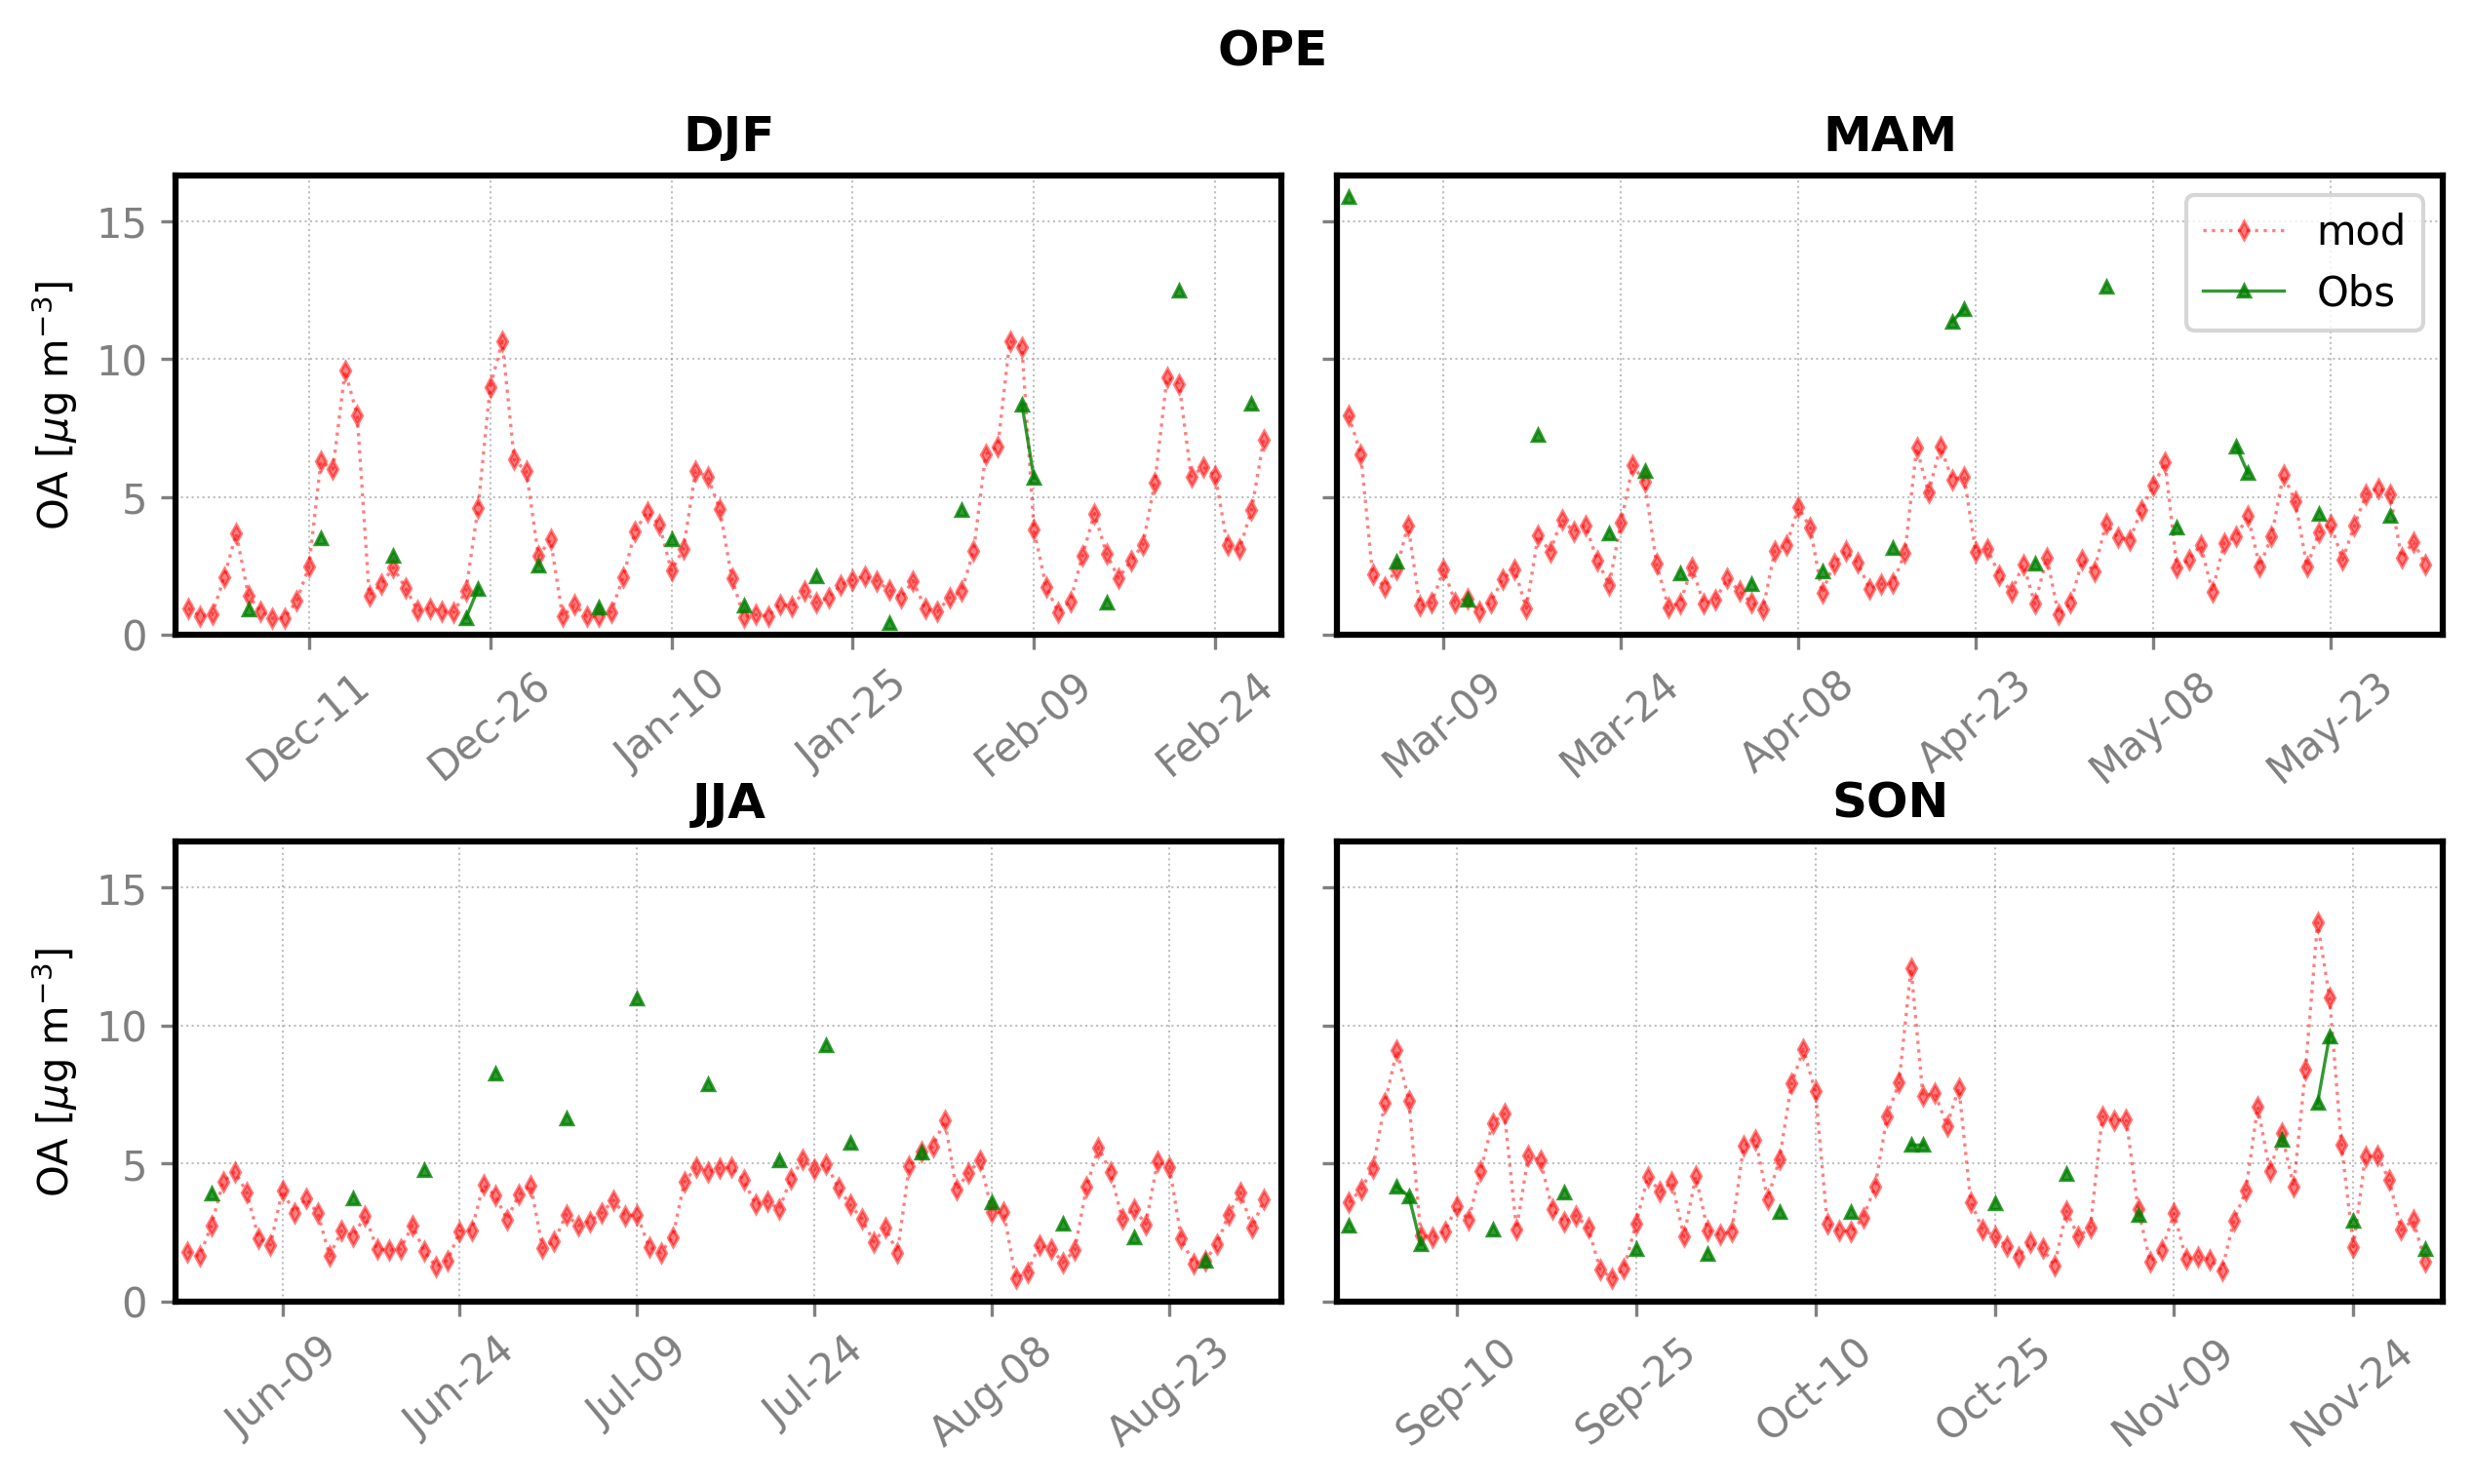 OPE
DJF
MAM
OA [μg m⁻³]
15
10
5
0
mod
Obs
Dec-11
Dec-26
Jan-10
Jan-25
Feb-09
Feb-24
Mar-09
Mar-24
Apr-08
Apr-23
May-08
May-23
JJA
SON
OA [μg m⁻³]
15
10
5
0
Jun-09
Jun-24
Jul-09
Jul-24
Aug-08
Aug-23
Sep-10
Sep-25
Oct-10
Oct-25
Nov-09
Nov-24